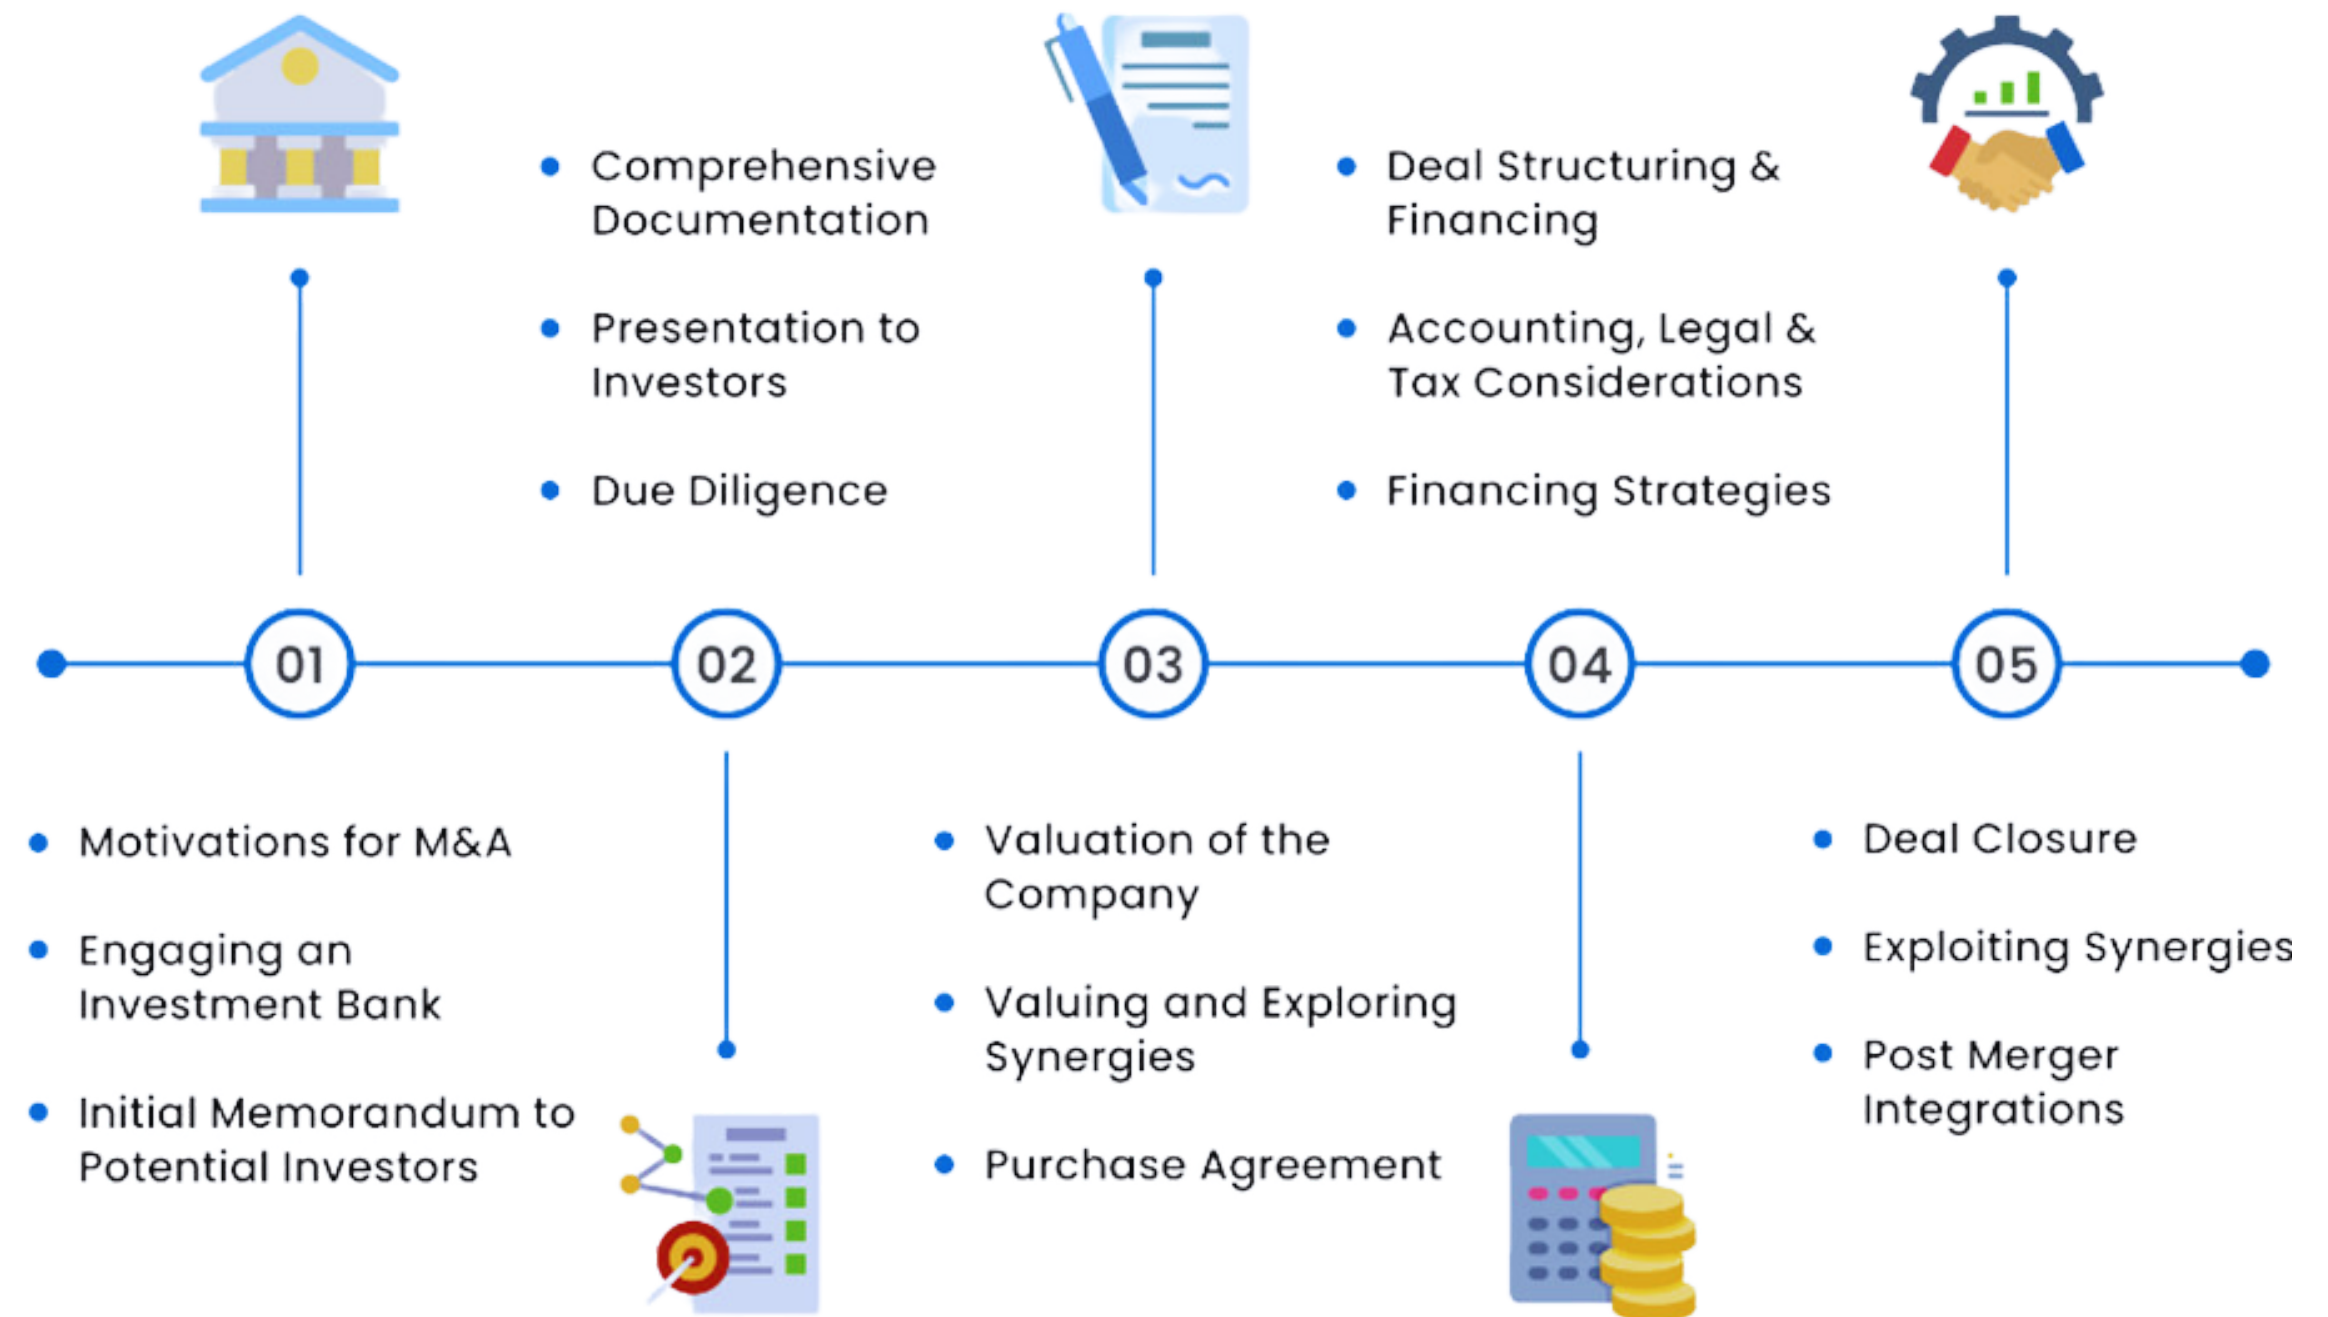 01
Motivations for M&A
Engaging an
Investment Bank
Initial Memorandum to
Potential Investors
02
Comprehensive
Documentation
Presentation to
Investors
Due Diligence
03
Valuation of the
Company
Valuing and Exploring
Synergies
Purchase Agreement
04
Deal Structuring &
Financing
Accounting, Legal &
Tax Considerations
Financing Strategies
05
Deal Closure
Exploiting Synergies
Post Merger
Integrations